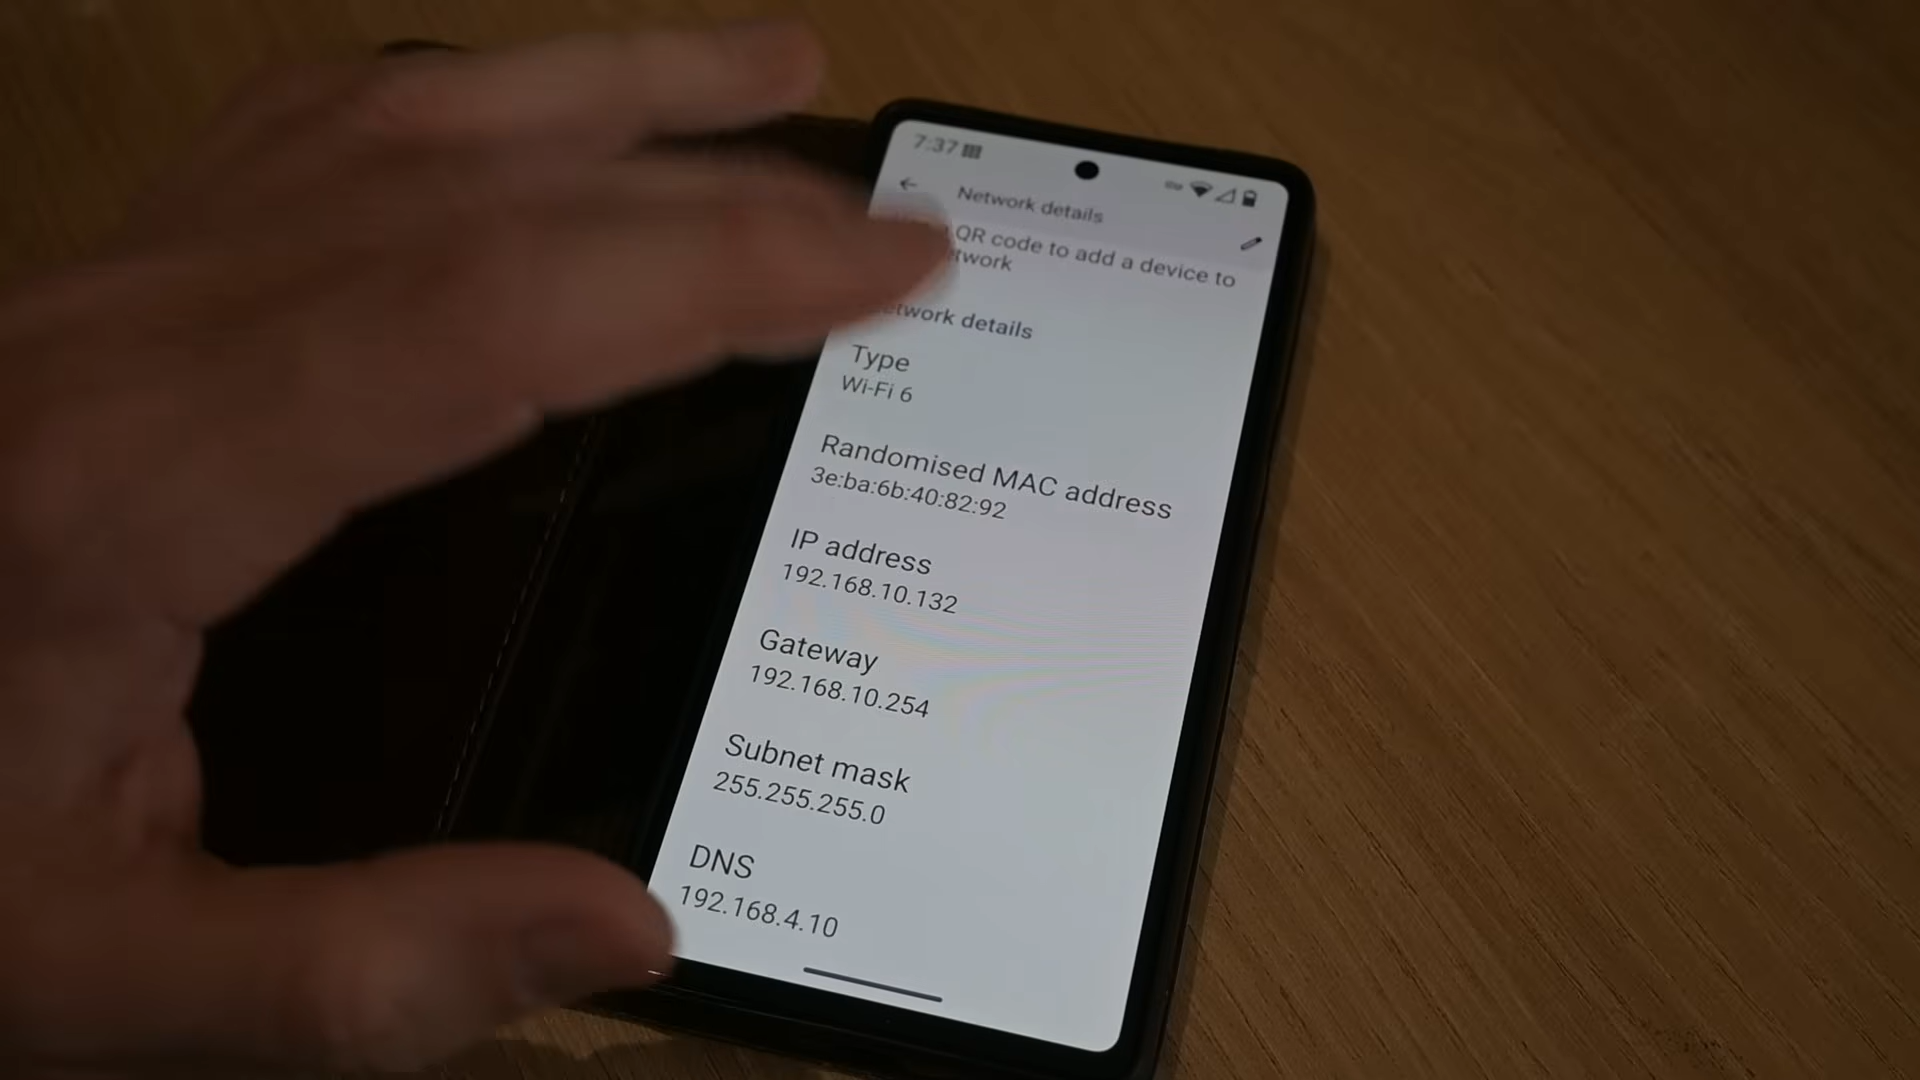 7:37
Network details
QR code to add a device to
Network details
Type
Wi-Fi 6
Randomised MAC address
3e:ba:6b:40:82:92
IP address
192.168.10.132
Gateway
192.168.10.254
Subnet mask
255.255.255.0
DNS
192.168.4.10